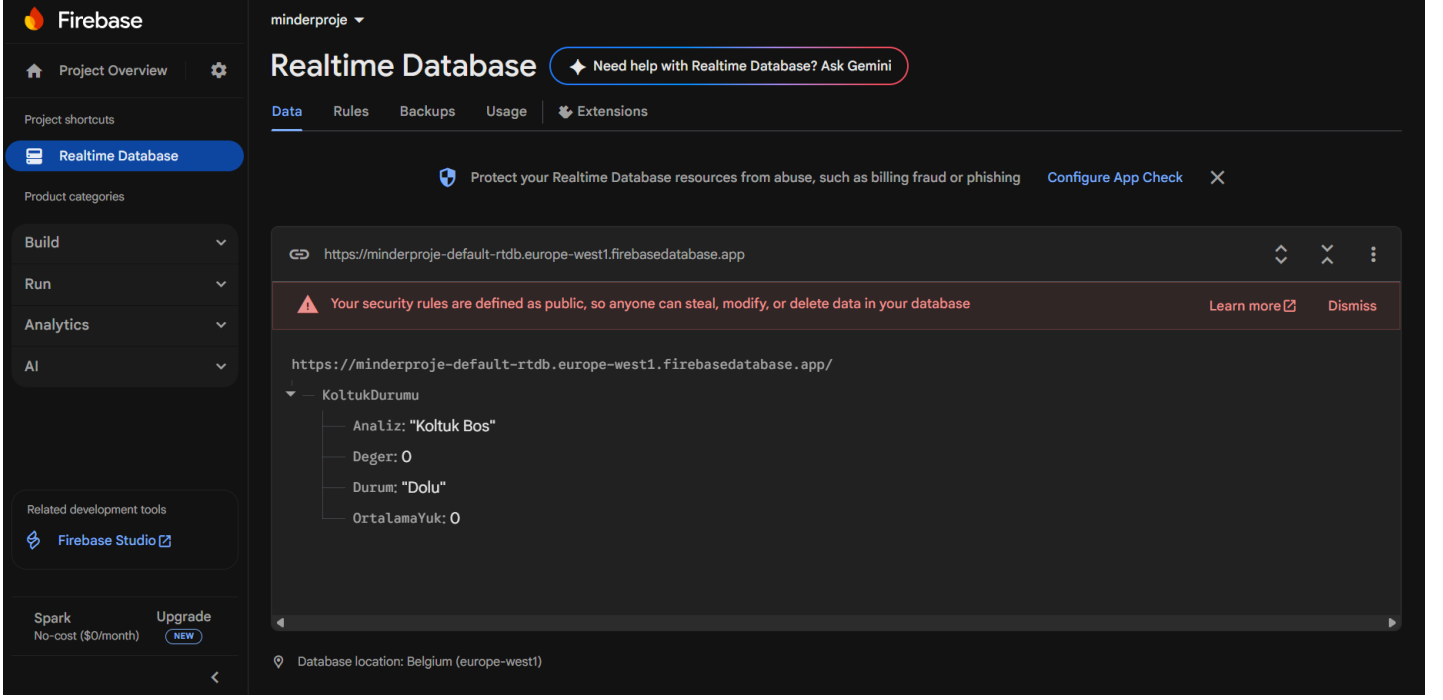 Firebase
Project Overview
Project shortcuts
Realtime Database
Product categories
Build
Run
Analytics
AI
Related development tools
Firebase Studio
Spark
No-cost ($0/month)
Upgrade
NEW
minderproje
Realtime Database
Need help with Realtime Database? Ask Gemini
Data Rules Backups Usage Extensions
Protect your Realtime Database resources from abuse, such as billing fraud or phishing Configure App Check
https://minderproje-default-rtdb.europe-west1.firebasedatabase.app
Your security rules are defined as public, so anyone can steal, modify, or delete data in your database Learn more Dismiss
https://minderproje-default-rtdb.europe-west1.firebasedatabase.app/
KoltukDurumu
Analiz: "Koltuk Bos"
Deger: 0
Durum: "Dolu"
OrtalamaYuk: 0
Database location: Belgium (europe-west1)